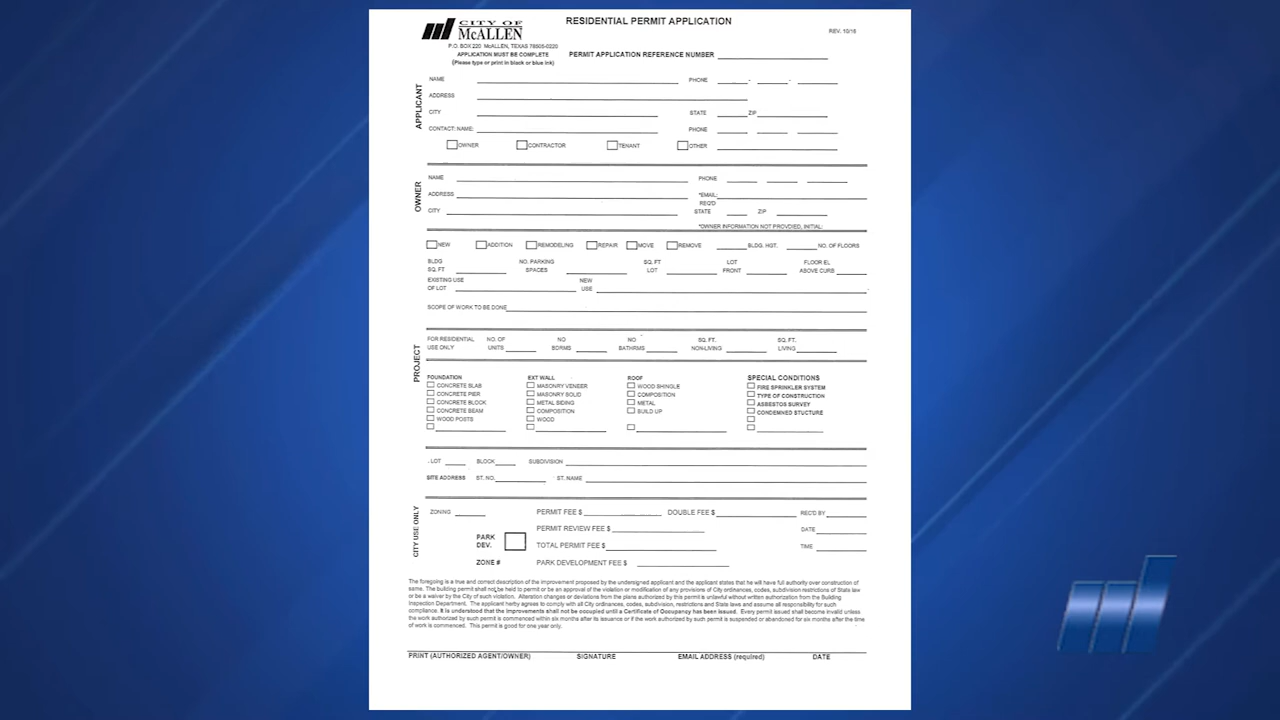 CITY OF
McALLEN
RESIDENTIAL PERMIT APPLICATION
REV. 10/16
P.O. BOX 220 McALLEN, TEXAS 78505-0220
APPLICATION MUST BE COMPLETE
(Please type or print in black or blue ink)
PERMIT APPLICATION REFERENCE NUMBER
APPLICANT
NAME PHONE - -
ADDRESS
CITY STATE ZIP
CONTACT: NAME: PHONE
OWNER CONTRACTOR TENANT OTHER
OWNER
NAME PHONE
ADDRESS *EMAIL:
REQ'D
CITY STATE ZIP
*OWNER INFORMATION NOT PROVDIED, INITIAL:
PROJECT
NEW ADDITION REMODELING REPAIR MOVE REMOVE BLDG. HGT. NO. OF FLOORS
BLDG NO. PARKING SQ. FT LOT FLOOR EL
SQ. FT SPACES LOT FRONT ABOVE CURB
EXISTING USE NEW
OF LOT USE
SCOPE OF WORK TO BE DONE
FOR RESIDENTIAL NO. OF NO NO SQ. FT. SQ. FT.
USE ONLY UNITS BDRMS BATHRMS NON-LIVING LIVING
FOUNDATION EXT WALL ROOF SPECIAL CONDITIONS
CONCRETE SLAB MASONRY VENEER WOOD SHINGLE FIRE SPRINKLER SYSTEM
CONCRETE PIER MASONRY SOLID COMPOSITION TYPE OF CONSTRUCTION
CONCRETE BLOCK METAL SIDING METAL ASBESTOS SURVEY
CONCRETE BEAM COMPOSITION BUILD UP CONDEMNED STUCTURE
WOOD POSTS WOOD
LOT BLOCK SUBDIVISION
SITE ADDRESS ST. NO. ST. NAME
CITY USE ONLY
ZONING PERMIT FEE $ DOUBLE FEE $ REC'D BY
PERMIT REVIEW FEE $ DATE
PARK
DEV. TOTAL PERMIT FEE $ TIME
ZONE # PARK DEVELOPMENT FEE $
The foregoing is a true and correct description of the improvement proposed by the undersigned applicant and the applicant states that he will have full authority over construction of
same. The building permit shall not be held to permit or be an approval of the violation or modification of any provisions of City ordinances, codes, subdivision restrictions of State law
or be a waiver by the City of such violation. Alteration changes or deviations from the plans authorized by this permit is unlawful without written authorization from the Building
Inspection Department. The applicant herby agrees to comply with all City ordinances, codes, subdivision, restrictions and State laws and assume all responsibility for such
compliance. It is understood that the improvements shall not be occupied until a Certificate of Occupancy has been issued. Every permit issued shall become invalid unless
the work authorized by such permit is commenced within six months after its issuance or if the work authorized by such permit is suspended or abandoned for six months after the time
of work is commenced. This permit is good for one year only.
PRINT (AUTHORIZED AGENT/OWNER) SIGNATURE EMAIL ADDRESS (required) DATE